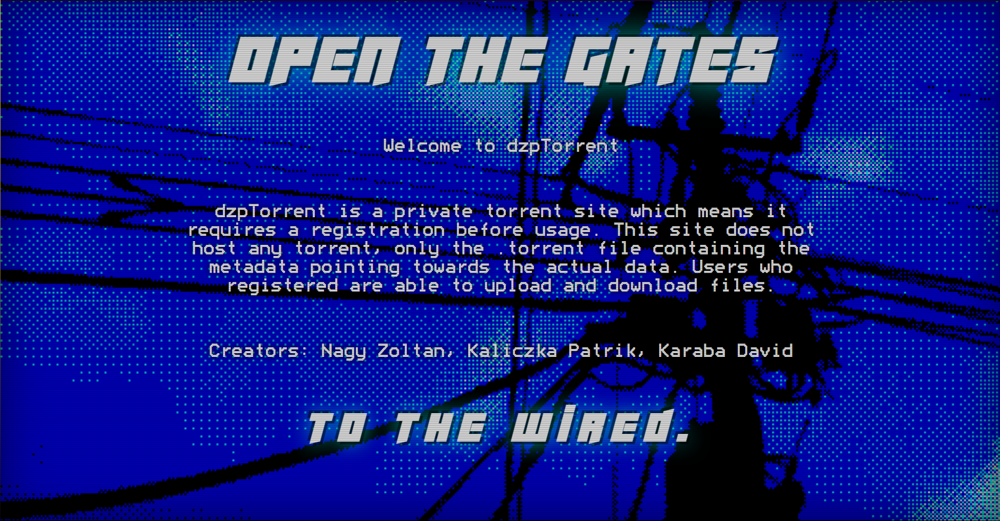 OPEN THE GATES
Welcome to dzpTorrent
dzpTorrent is a private torrent site which means it
requires a registration before usage. This site does not
host any torrent, only the .torrent file containing the
metadata pointing towards the actual data. Users who
registered are able to upload and download files.
Creators: Nagy Zoltan, Kaliczka Patrik, Karaba David
TO THE WIRED.